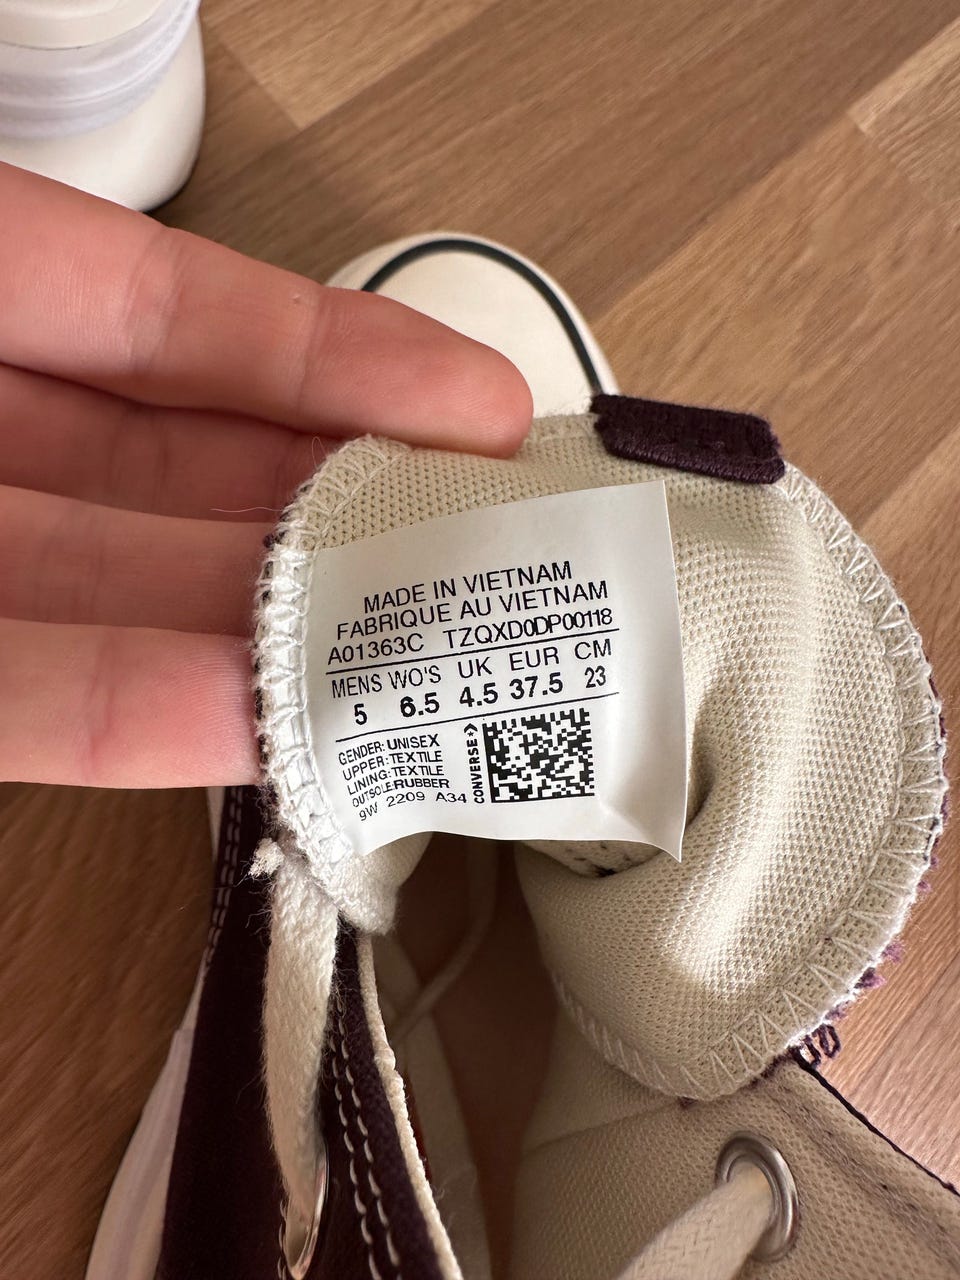 MADE IN VIETNAM
FABRIQUE AU VIETNAM
A01363C TZQXD0DP00118
MENS WO'S UK EUR CM
5 6.5 4.5 37.5 23
GENDER: UNISEX
UPPER: TEXTILE
LINING: TEXTILE
OUTSOLE: RUBBER
9W 2209 A34
CONVERSE